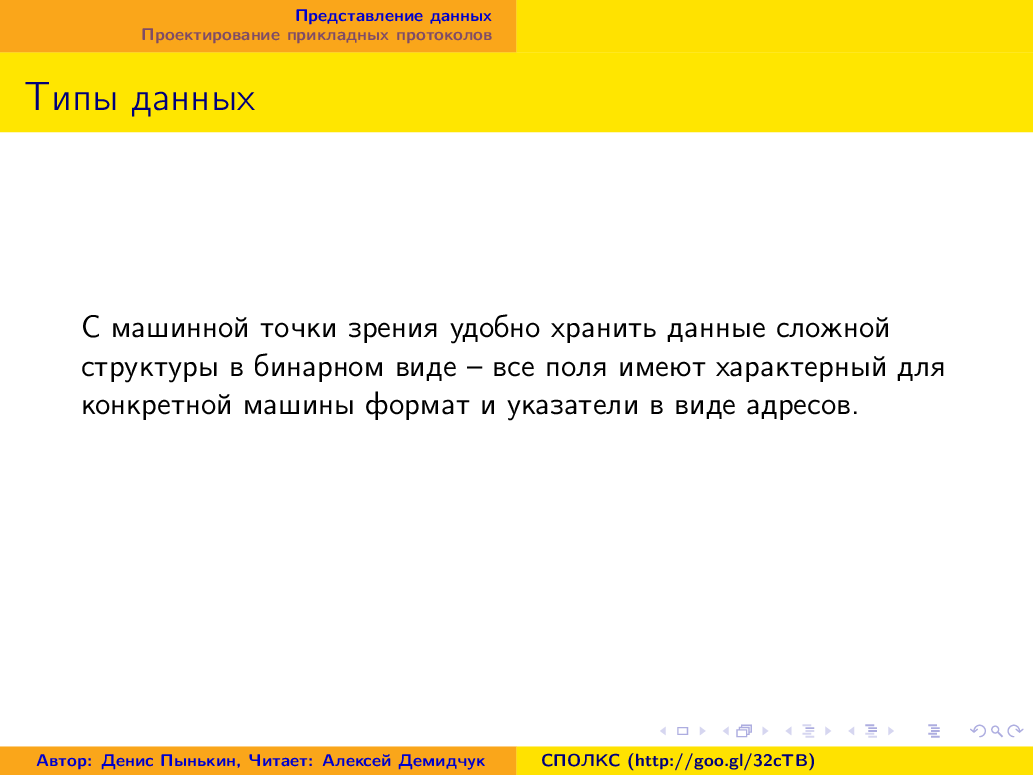 Представление данных
Проектирование прикладных протоколов
Типы данных
С машинной точки зрения удобно хранить данные сложной
структуры в бинарном виде – все поля имеют характерный для
конкретной машины формат и указатели в виде адресов.
Автор: Денис Пынькин, Читает: Алексей Демидчук
СПОЛКС (http://goo.gl/32cTB)